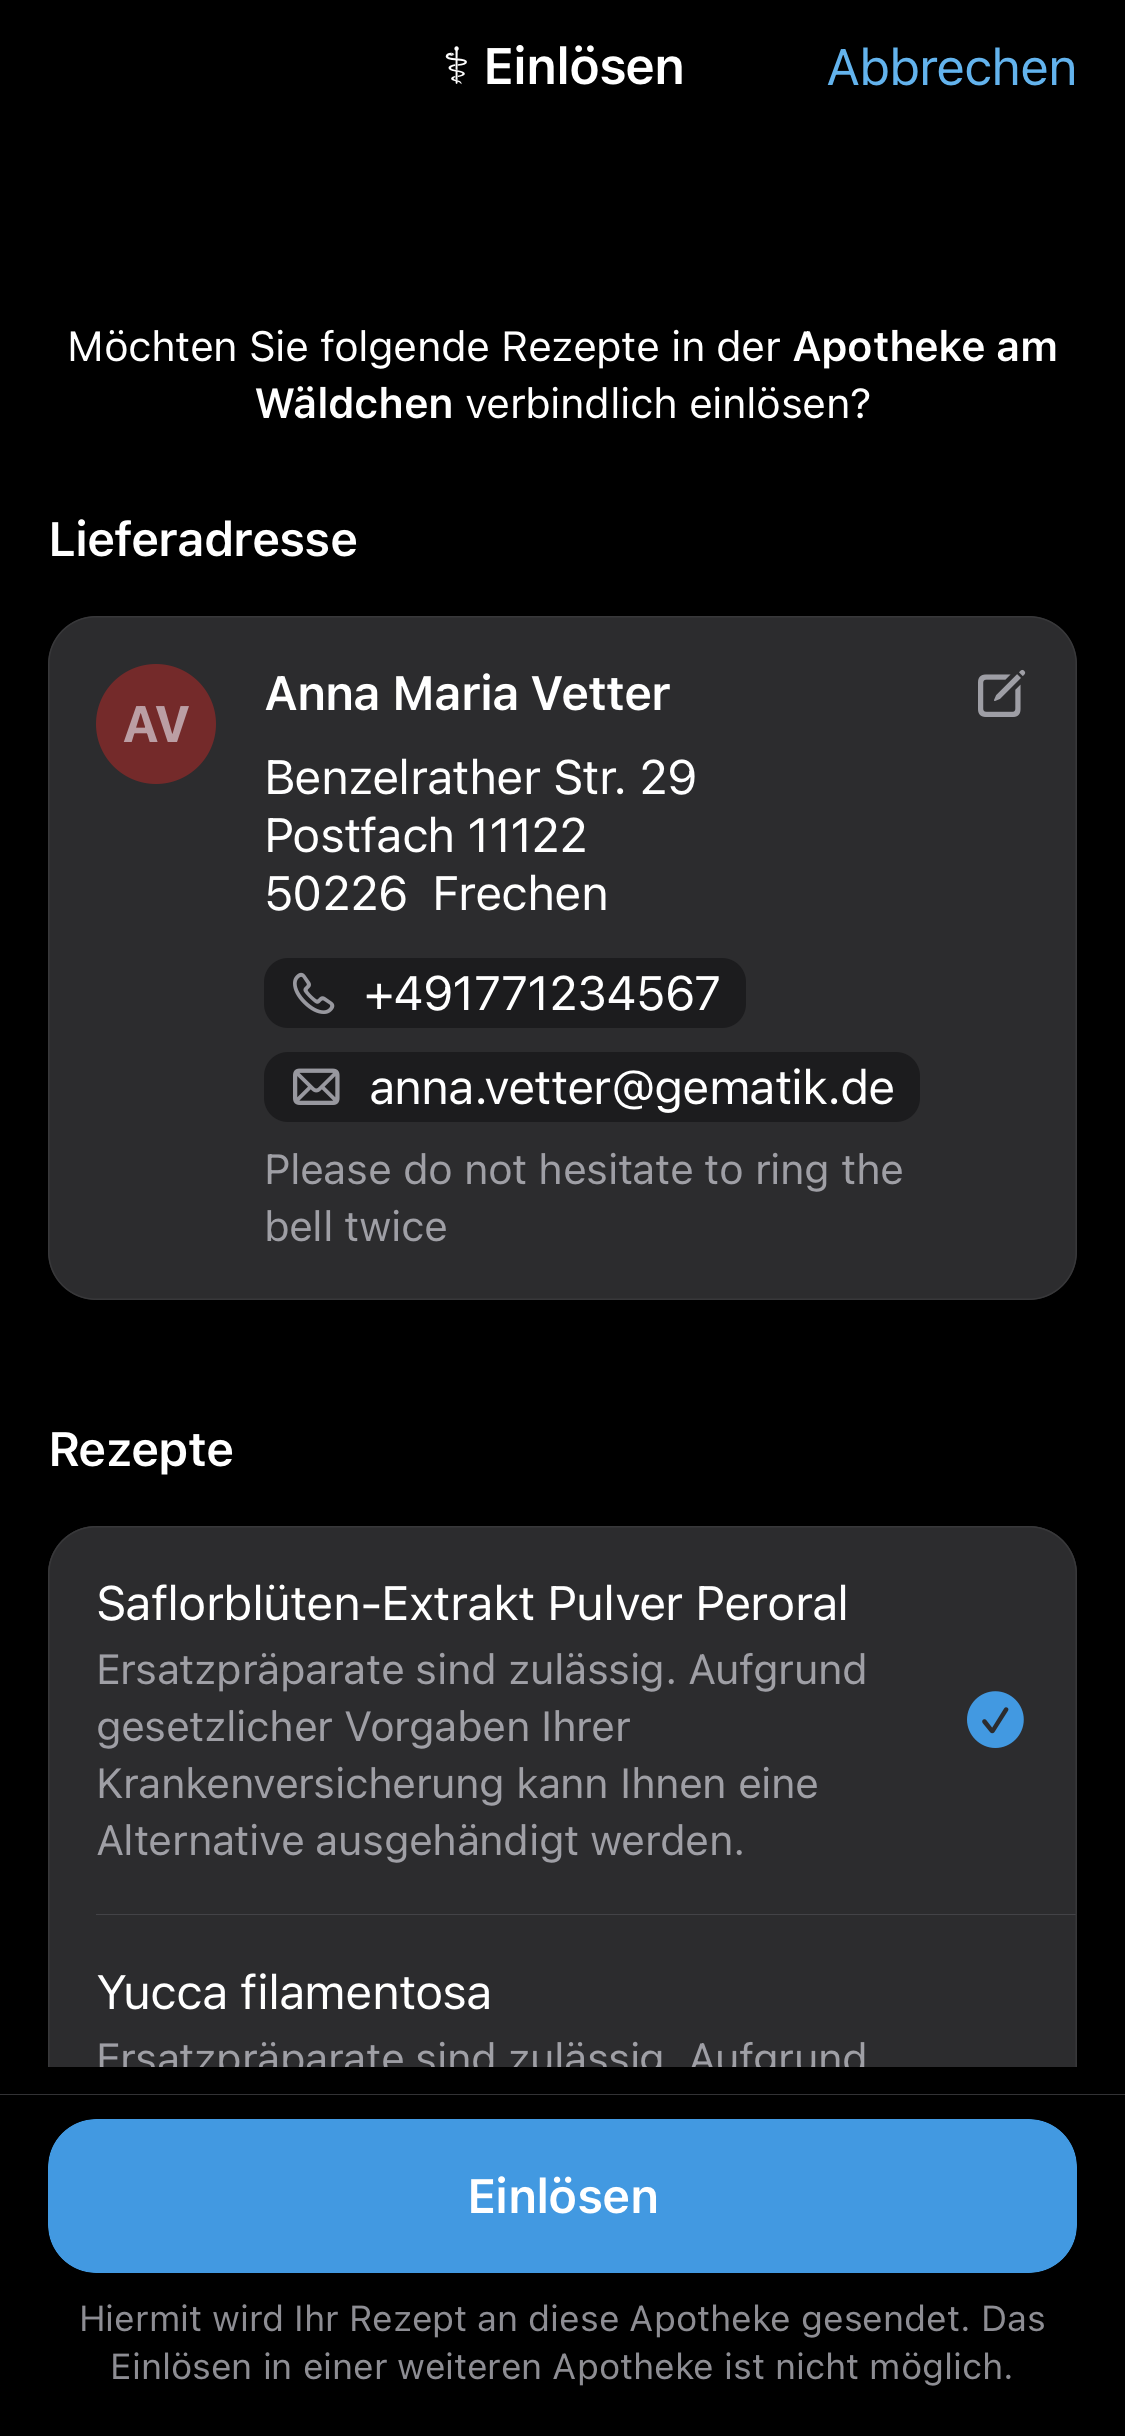 ⚕ Einlösen
Abbrechen
Möchten Sie folgende Rezepte in der Apotheke am
Wäldchen verbindlich einlösen?
Lieferadresse
AV
Anna Maria Vetter
Benzelrather Str. 29
Postfach 11122
50226 Frechen
+491771234567
anna.vetter@gematik.de
Please do not hesitate to ring the
bell twice
Rezepte
Saflorblüten-Extrakt Pulver Peroral
Ersatzpräparate sind zulässig. Aufgrund
gesetzlicher Vorgaben Ihrer
Krankenversicherung kann Ihnen eine
Alternative ausgehändigt werden.
Yucca filamentosa
Ersatzpräparate sind zulässig. Aufgrund
Einlösen
Hiermit wird Ihr Rezept an diese Apotheke gesendet. Das
Einlösen in einer weiteren Apotheke ist nicht möglich.